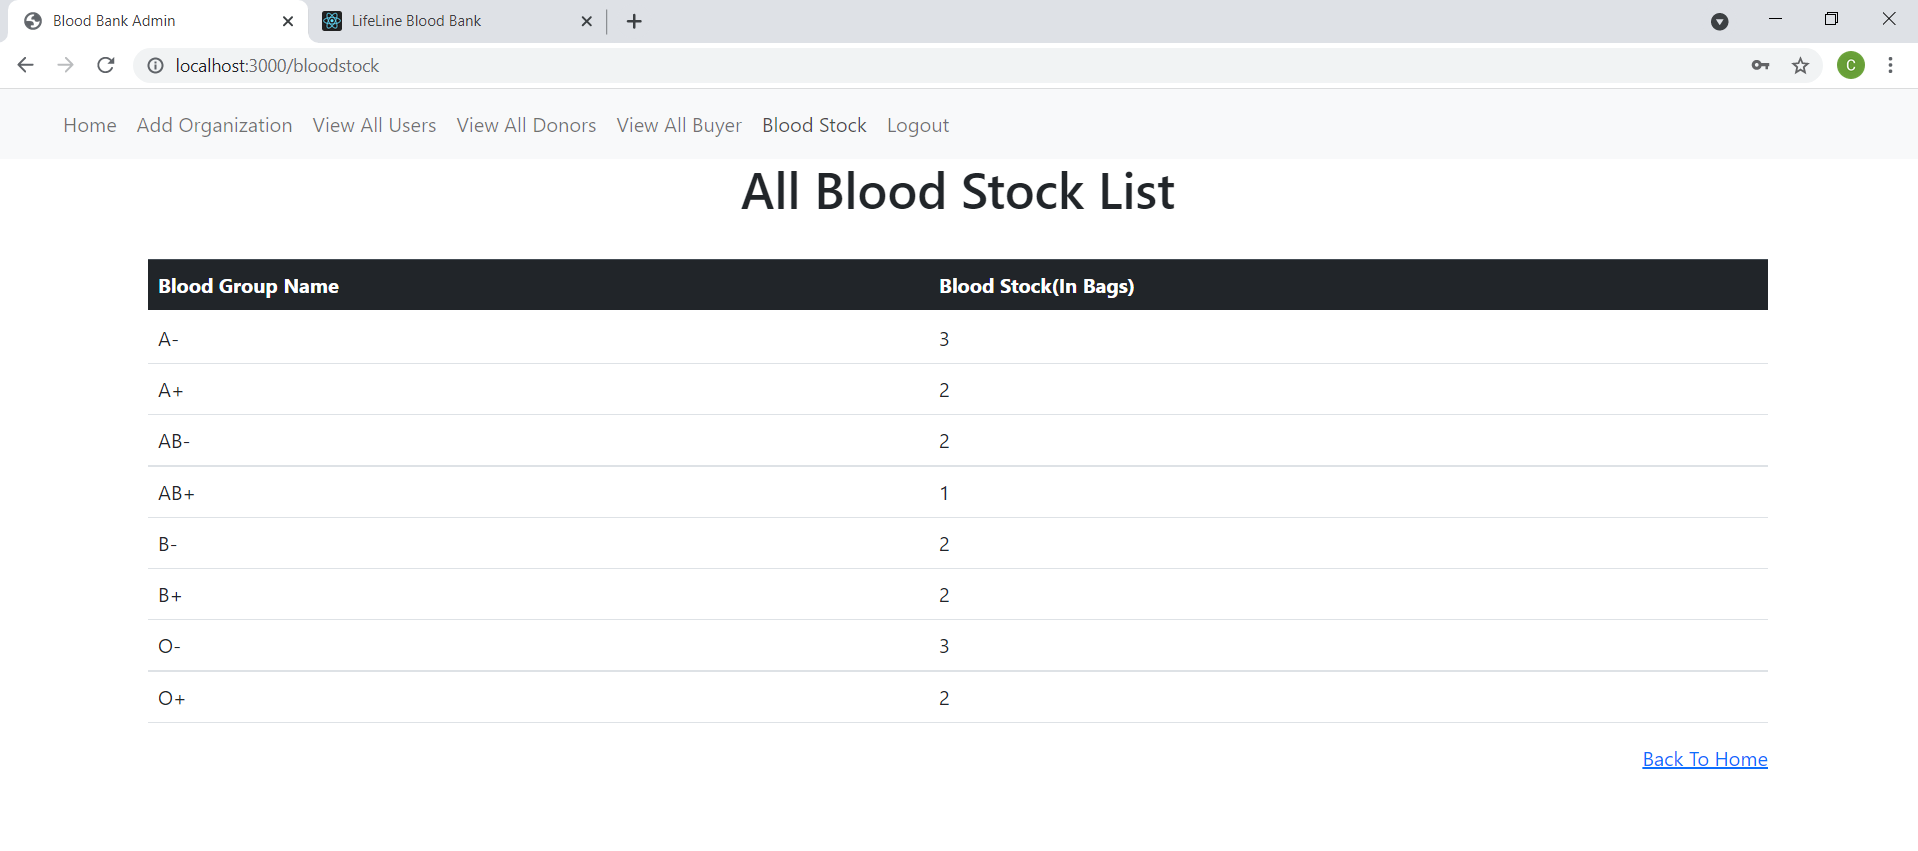 Blood Bank Admin
LifeLine Blood Bank
localhost:3000/bloodstock
C
Home Add Organization View All Users View All Donors View All Buyer Blood Stock Logout
All Blood Stock List
Blood Group Name Blood Stock(In Bags)
A- 3
A+ 2
AB- 2
AB+ 1
B- 2
B+ 2
O- 3
O+ 2
Back To Home